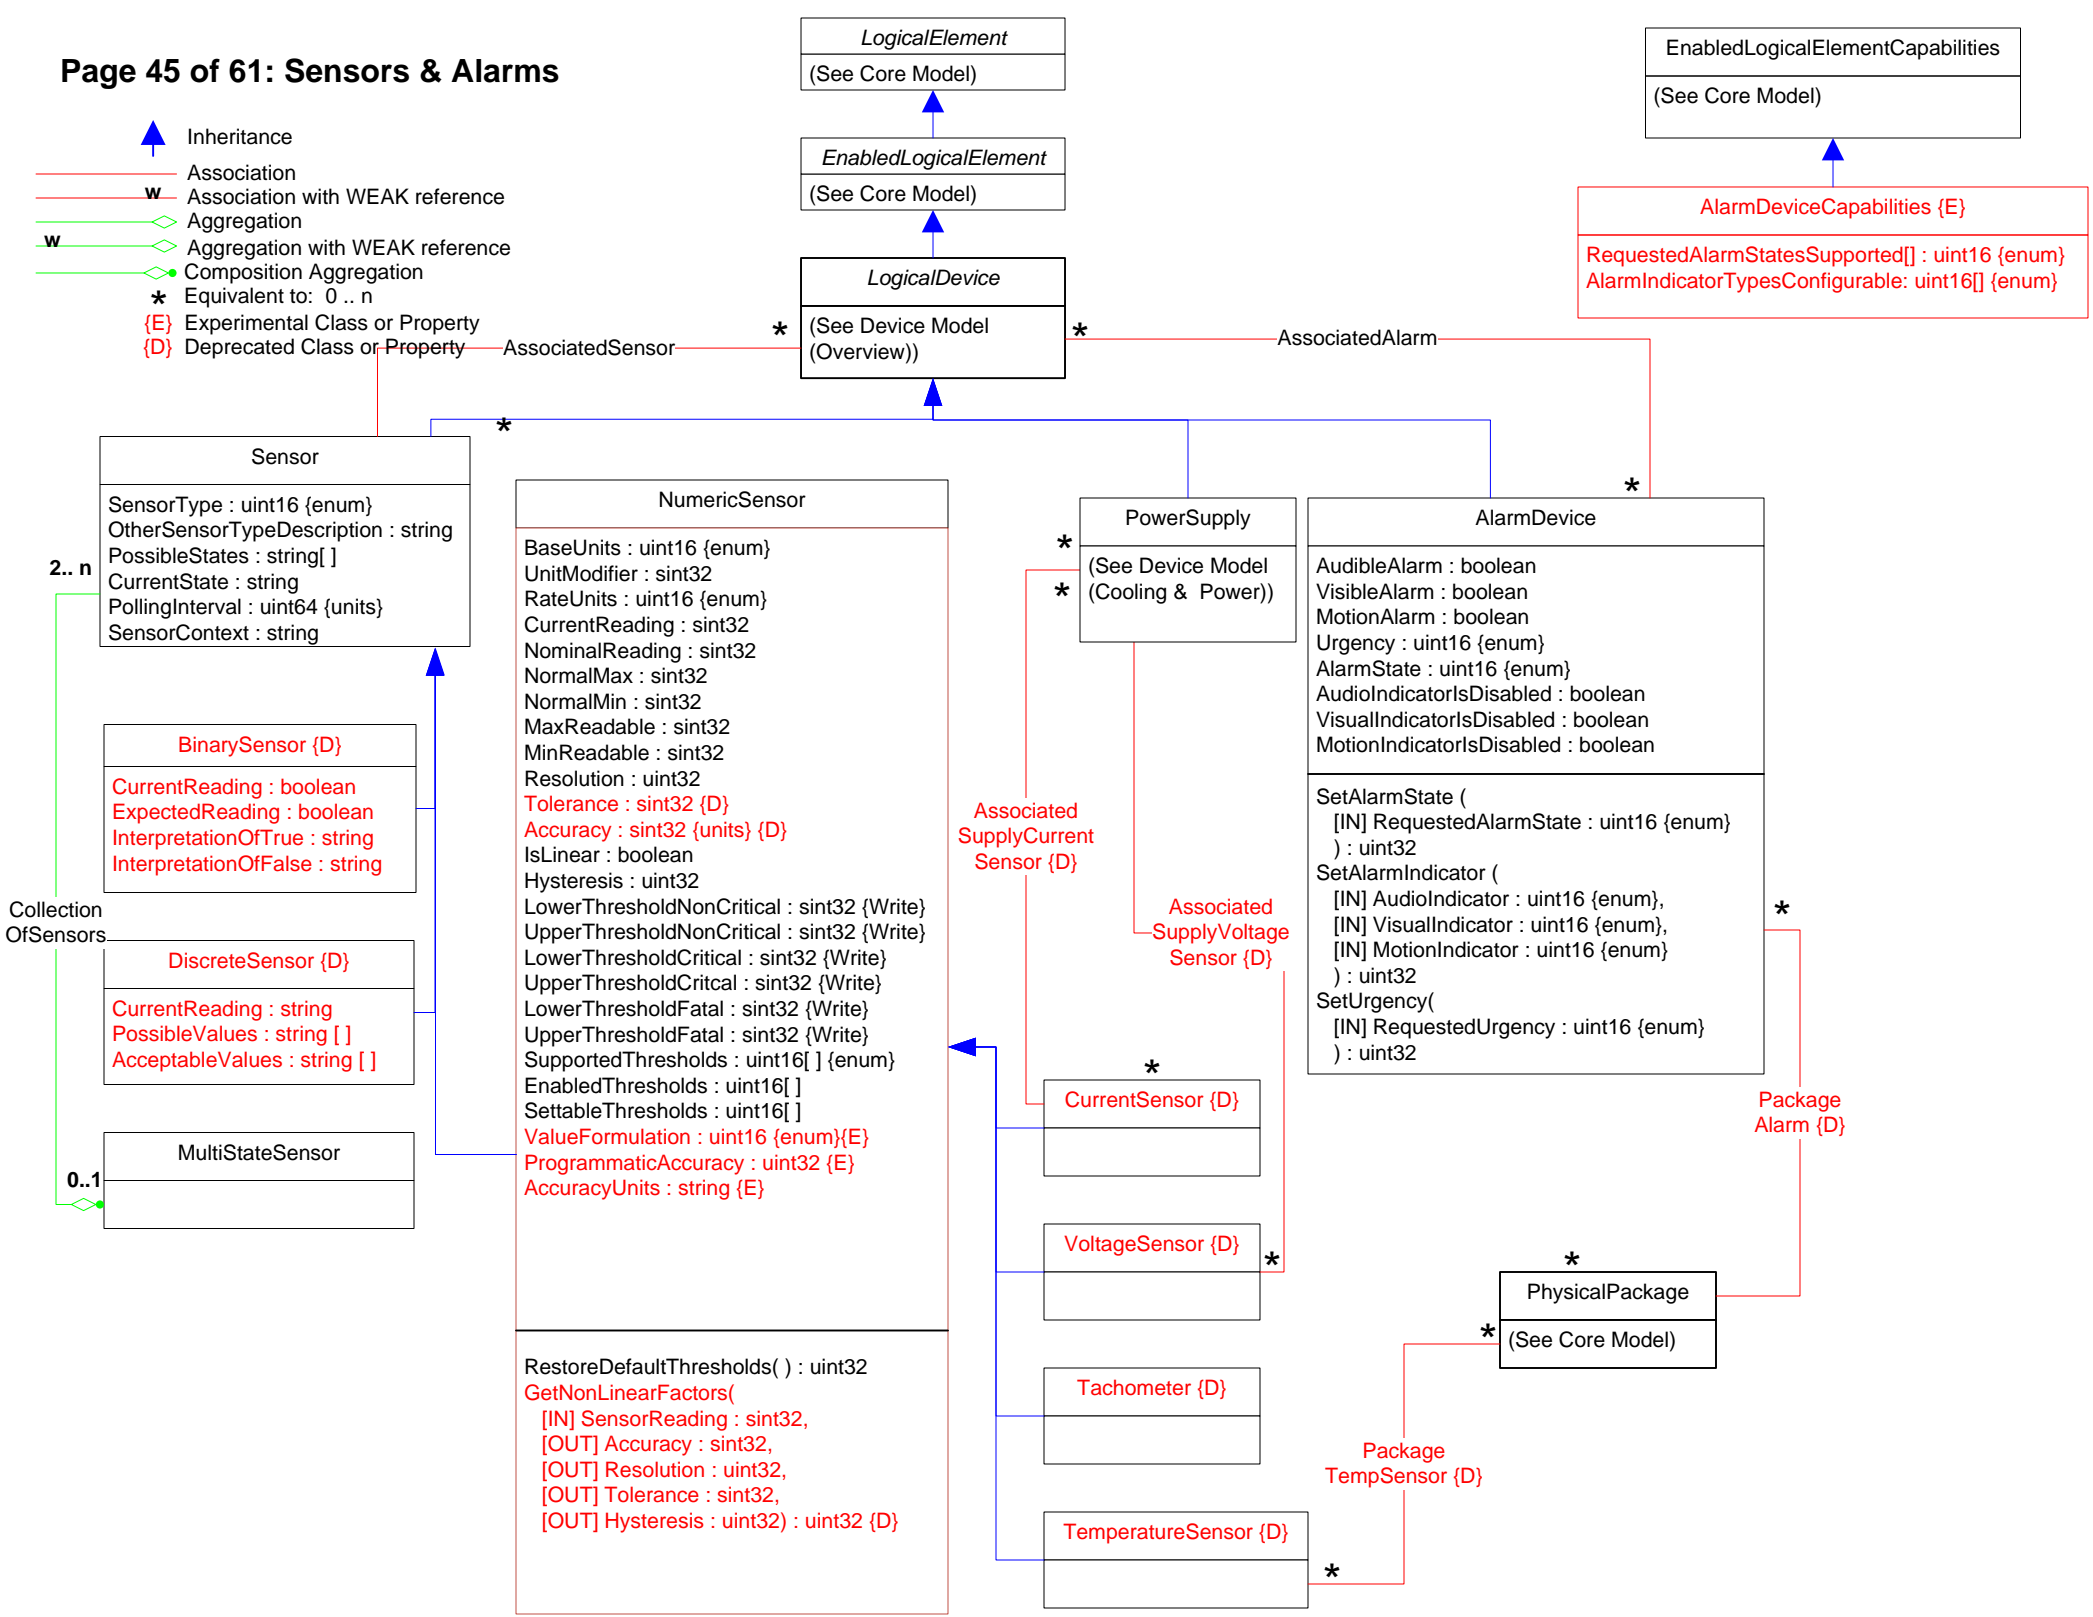 Page 45 of 61: Sensors & Alarms
Inheritance
Association
w
Association with WEAK reference
Aggregation
w
Aggregation with WEAK reference
Composition Aggregation
* Equivalent to: 0 .. n
{E} Experimental Class or Property
{D} Deprecated Class or Property
LogicalElement
(See Core Model)
EnabledLogicalElement
(See Core Model)
LogicalDevice
(See Device Model
(Overview))
*
*
AssociatedSensor
AssociatedAlarm
EnabledLogicalElementCapabilities
(See Core Model)
AlarmDeviceCapabilities {E}
RequestedAlarmStatesSupported[] : uint16 {enum}
AlarmIndicatorTypesConfigurable: uint16[] {enum}
*
Sensor
SensorType : uint16 {enum}
OtherSensorTypeDescription : string
PossibleStates : string[ ]
CurrentState : string
PollingInterval : uint64 {units}
SensorContext : string
2.. n
BinarySensor {D}
CurrentReading : boolean
ExpectedReading : boolean
InterpretationOfTrue : string
InterpretationOfFalse : string
Collection
OfSensors
DiscreteSensor {D}
CurrentReading : string
PossibleValues : string [ ]
AcceptableValues : string [ ]
MultiStateSensor
0..1
NumericSensor
BaseUnits : uint16 {enum}
UnitModifier : sint32
RateUnits : uint16 {enum}
CurrentReading : sint32
NominalReading : sint32
NormalMax : sint32
NormalMin : sint32
MaxReadable : sint32
MinReadable : sint32
Resolution : uint32
Tolerance : sint32 {D}
Accuracy : sint32 {units} {D}
IsLinear : boolean
Hysteresis : uint32
LowerThresholdNonCritical : sint32 {Write}
UpperThresholdNonCritical : sint32 {Write}
LowerThresholdCritical : sint32 {Write}
UpperThresholdCritcal : sint32 {Write}
LowerThresholdFatal : sint32 {Write}
UpperThresholdFatal : sint32 {Write}
SupportedThresholds : uint16[ ] {enum}
EnabledThresholds : uint16[ ]
SettableThresholds : uint16[ ]
ValueFormulation : uint16 {enum}{E}
ProgrammaticAccuracy : uint32 {E}
AccuracyUnits : string {E}
RestoreDefaultThresholds( ) : uint32
GetNonLinearFactors(
[IN] SensorReading : sint32,
[OUT] Accuracy : sint32,
[OUT] Resolution : uint32,
[OUT] Tolerance : sint32,
[OUT] Hysteresis : uint32) : uint32 {D}
PowerSupply
(See Device Model
(Cooling & Power))
*
*
Associated
SupplyCurrent
Sensor {D}
Associated
SupplyVoltage
Sensor {D}
*
AlarmDevice
AudibleAlarm : boolean
VisibleAlarm : boolean
MotionAlarm : boolean
Urgency : uint16 {enum}
AlarmState : uint16 {enum}
AudioIndicatorIsDisabled : boolean
VisualIndicatorIsDisabled : boolean
MotionIndicatorIsDisabled : boolean
SetAlarmState (
[IN] RequestedAlarmState : uint16 {enum}
) : uint32
SetAlarmIndicator (
[IN] AudioIndicator : uint16 {enum},
[IN] VisualIndicator : uint16 {enum},
[IN] MotionIndicator : uint16 {enum}
) : uint32
SetUrgency(
[IN] RequestedUrgency : uint16 {enum}
) : uint32
*
*
CurrentSensor {D}
VoltageSensor {D}
*
Tachometer {D}
TemperatureSensor {D}
*
Package
Alarm {D}
*
PhysicalPackage
(See Core Model)
*
Package
TempSensor {D}